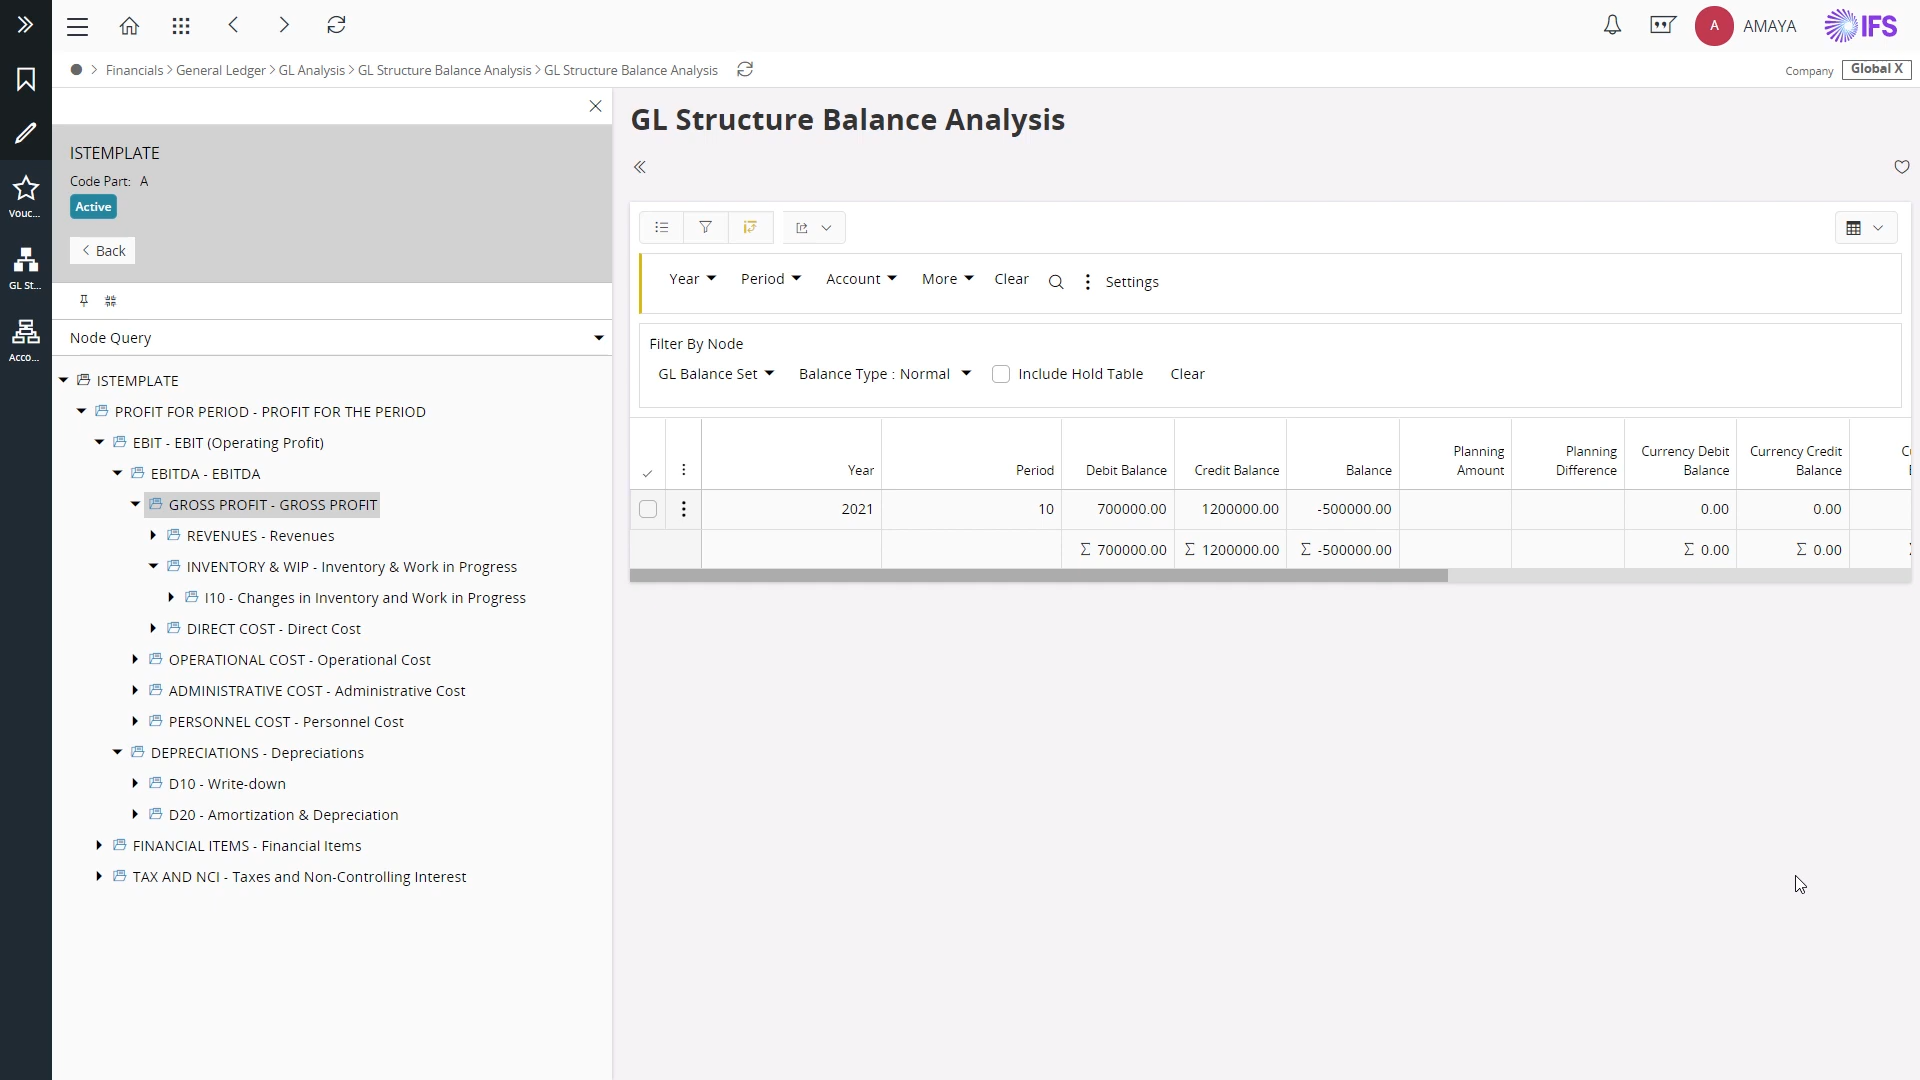 A AMAYA IFS
Financials > General Ledger > GL Analysis > GL Structure Balance Analysis > GL Structure Balance Analysis
Company Global X
Vouc...
GL St...
Acco...
ISTEMPLATE
Code Part: A
Active
Back
Node Query
ISTEMPLATE
PROFIT FOR PERIOD - PROFIT FOR THE PERIOD
EBIT - EBIT (Operating Profit)
EBITDA - EBITDA
GROSS PROFIT - GROSS PROFIT
REVENUES - Revenues
INVENTORY & WIP - Inventory & Work in Progress
I10 - Changes in Inventory and Work in Progress
DIRECT COST - Direct Cost
OPERATIONAL COST - Operational Cost
ADMINISTRATIVE COST - Administrative Cost
PERSONNEL COST - Personnel Cost
DEPRECIATIONS - Depreciations
D10 - Write-down
D20 - Amortization & Depreciation
FINANCIAL ITEMS - Financial Items
TAX AND NCI - Taxes and Non-Controlling Interest
GL Structure Balance Analysis
Year Period Account More Clear Settings
Filter By Node
GL Balance Set Balance Type : Normal Include Hold Table Clear
Year Period Debit Balance Credit Balance Balance Planning Amount Planning Difference Currency Debit Balance Currency Credit Balance
2021 10 700000.00 1200000.00 -500000.00 0.00 0.00
Σ 700000.00 Σ 1200000.00 Σ -500000.00 Σ 0.00 Σ 0.00